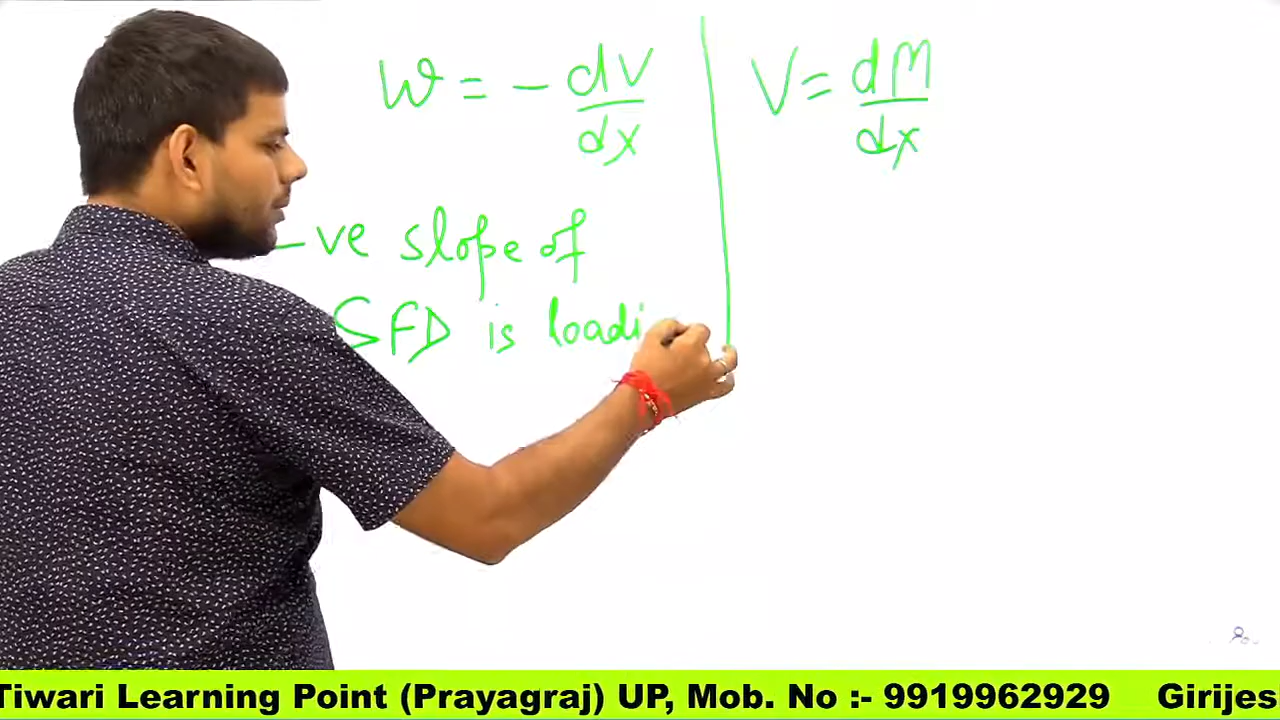 W = - dV/dx
V = dM/dx
-ve slope of
SFD is loadi
Tiwari Learning Point (Prayagraj) UP, Mob. No :- 9919962929 Girijes